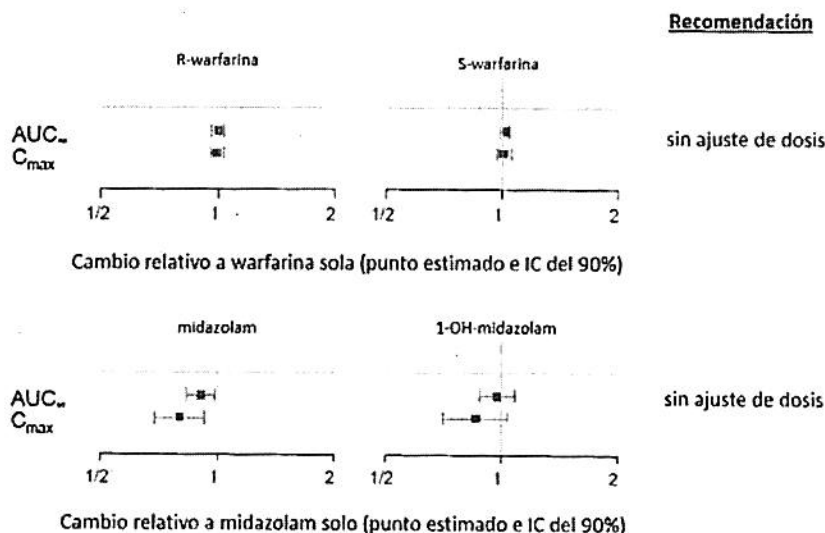 Recomendación
R-warfarina S-warfarina
AUC∞
Cmax
sin ajuste de dosis
1/2 1 2 1/2 1 2
Cambio relativo a warfarina sola (punto estimado e IC del 90%)
midazolam 1-OH-midazolam
AUC∞
Cmax
sin ajuste de dosis
1/2 1 2 1/2 1 2
Cambio relativo a midazolam solo (punto estimado e IC del 90%)